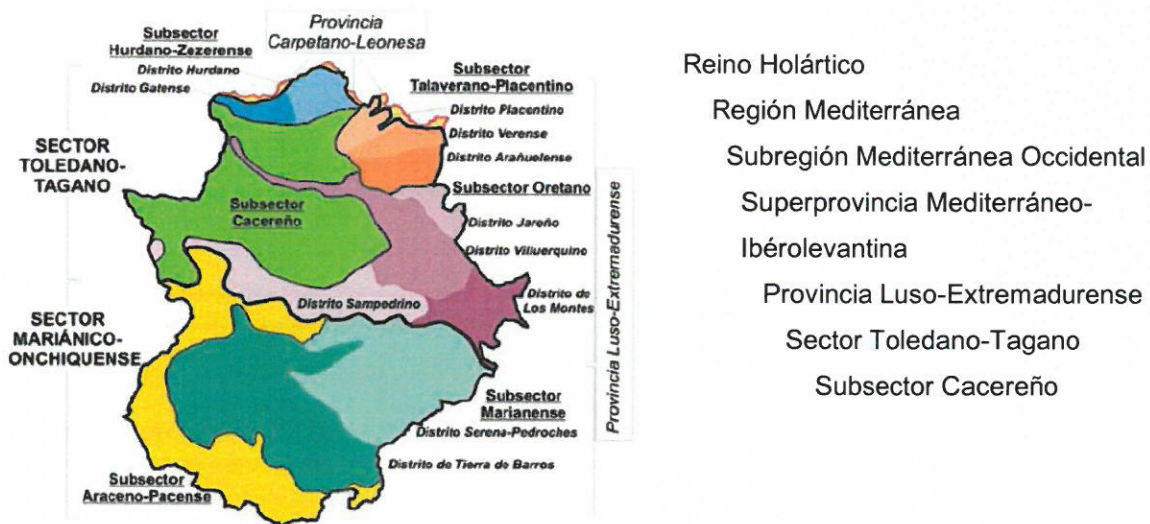 Provincia
Carpetano-Leonesa
Subsector
Hurdano-Zezerense
Distrito Hurdano
Distrito Gatense
Subsector
Talaverano-Placentino
Distrito Placentino
Distrito Verense
Distrito Arañuelense
SECTOR
TOLEDANO-
TAGANO
Subsector Oretano
Subsector
Cacereño
Distrito Jareño
Distrito Villuerquino
Distrito Sampedrino
Distrito de
Los Montes
SECTOR
MARIÁNICO-
ONCHIQUENSE
Subsector
Marianense
Distrito Serena-Pedroches
Distrito de Tierra de Barros
Subsector
Araceno-Pacense
Provincia Luso-Extremadurense
Reino Holártico
Región Mediterránea
Subregión Mediterránea Occidental
Superprovincia Mediterráneo-
Ibérolevantina
Provincia Luso-Extremadurense
Sector Toledano-Tagano
Subsector Cacereño